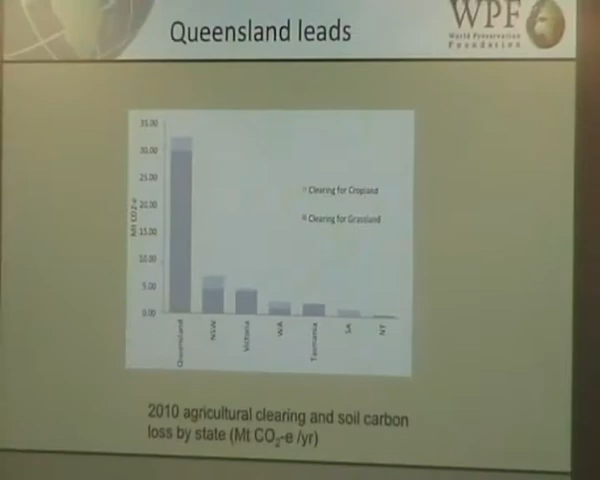 Queensland leads
WPF
World Preservation
Foundation
35.00
30.00
25.00
20.00
15.00
10.00
5.00
0.00
Mt CO2-e
Clearing for Cropland
Clearing for Grassland
Queensland
NSW
Victoria
WA
Tasmania
SA
NT
2010 agricultural clearing and soil carbon
loss by state (Mt CO₂-e /yr)